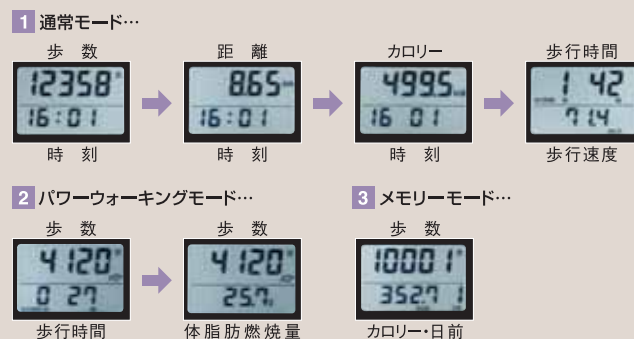 1 通常モード…
歩数 距離 カロリー 歩行時間
12358 8.65 499.5 1 42
16:01 16:01 16 01 71.4
時刻 時刻 時刻 歩行速度
2 パワーウォーキングモード… 3 メモリーモード…
歩数 歩数 歩数
4120 4120 10001
0 27 25.7 352.7 1
歩行時間 体脂肪燃焼量 カロリー・日前